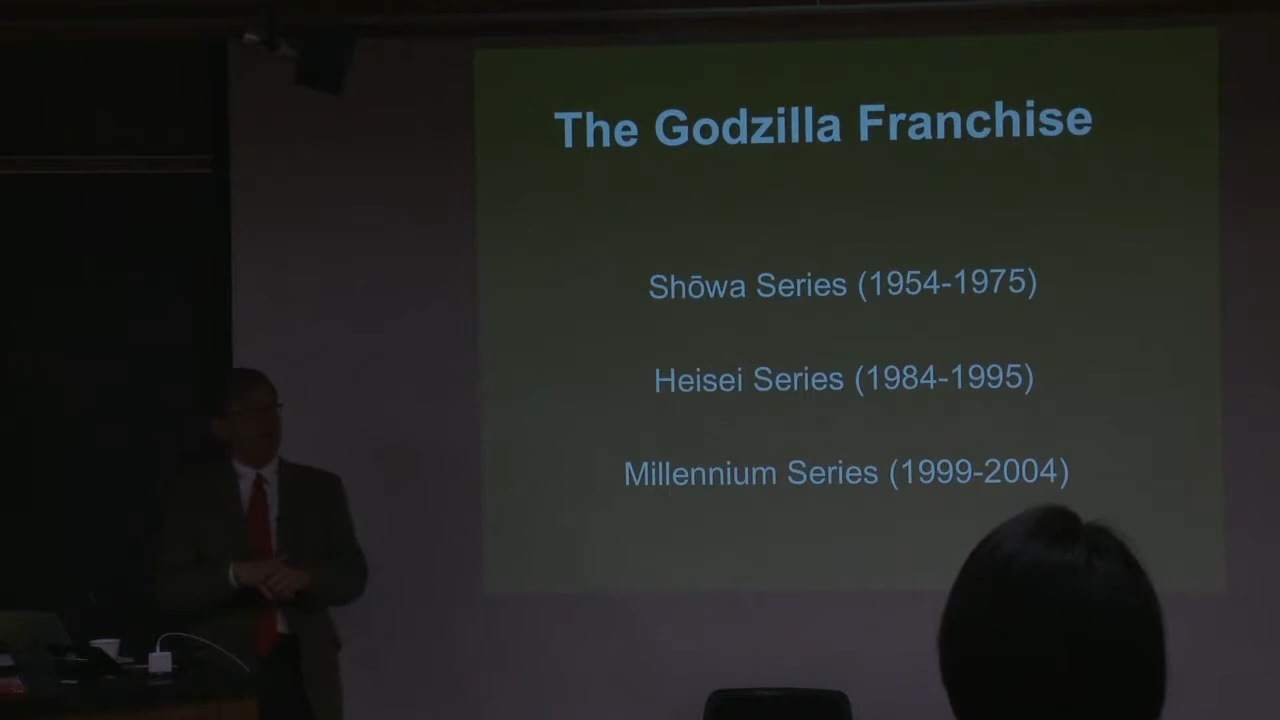 The Godzilla Franchise
Shōwa Series (1954-1975)
Heisei Series (1984-1995)
Millennium Series (1999-2004)